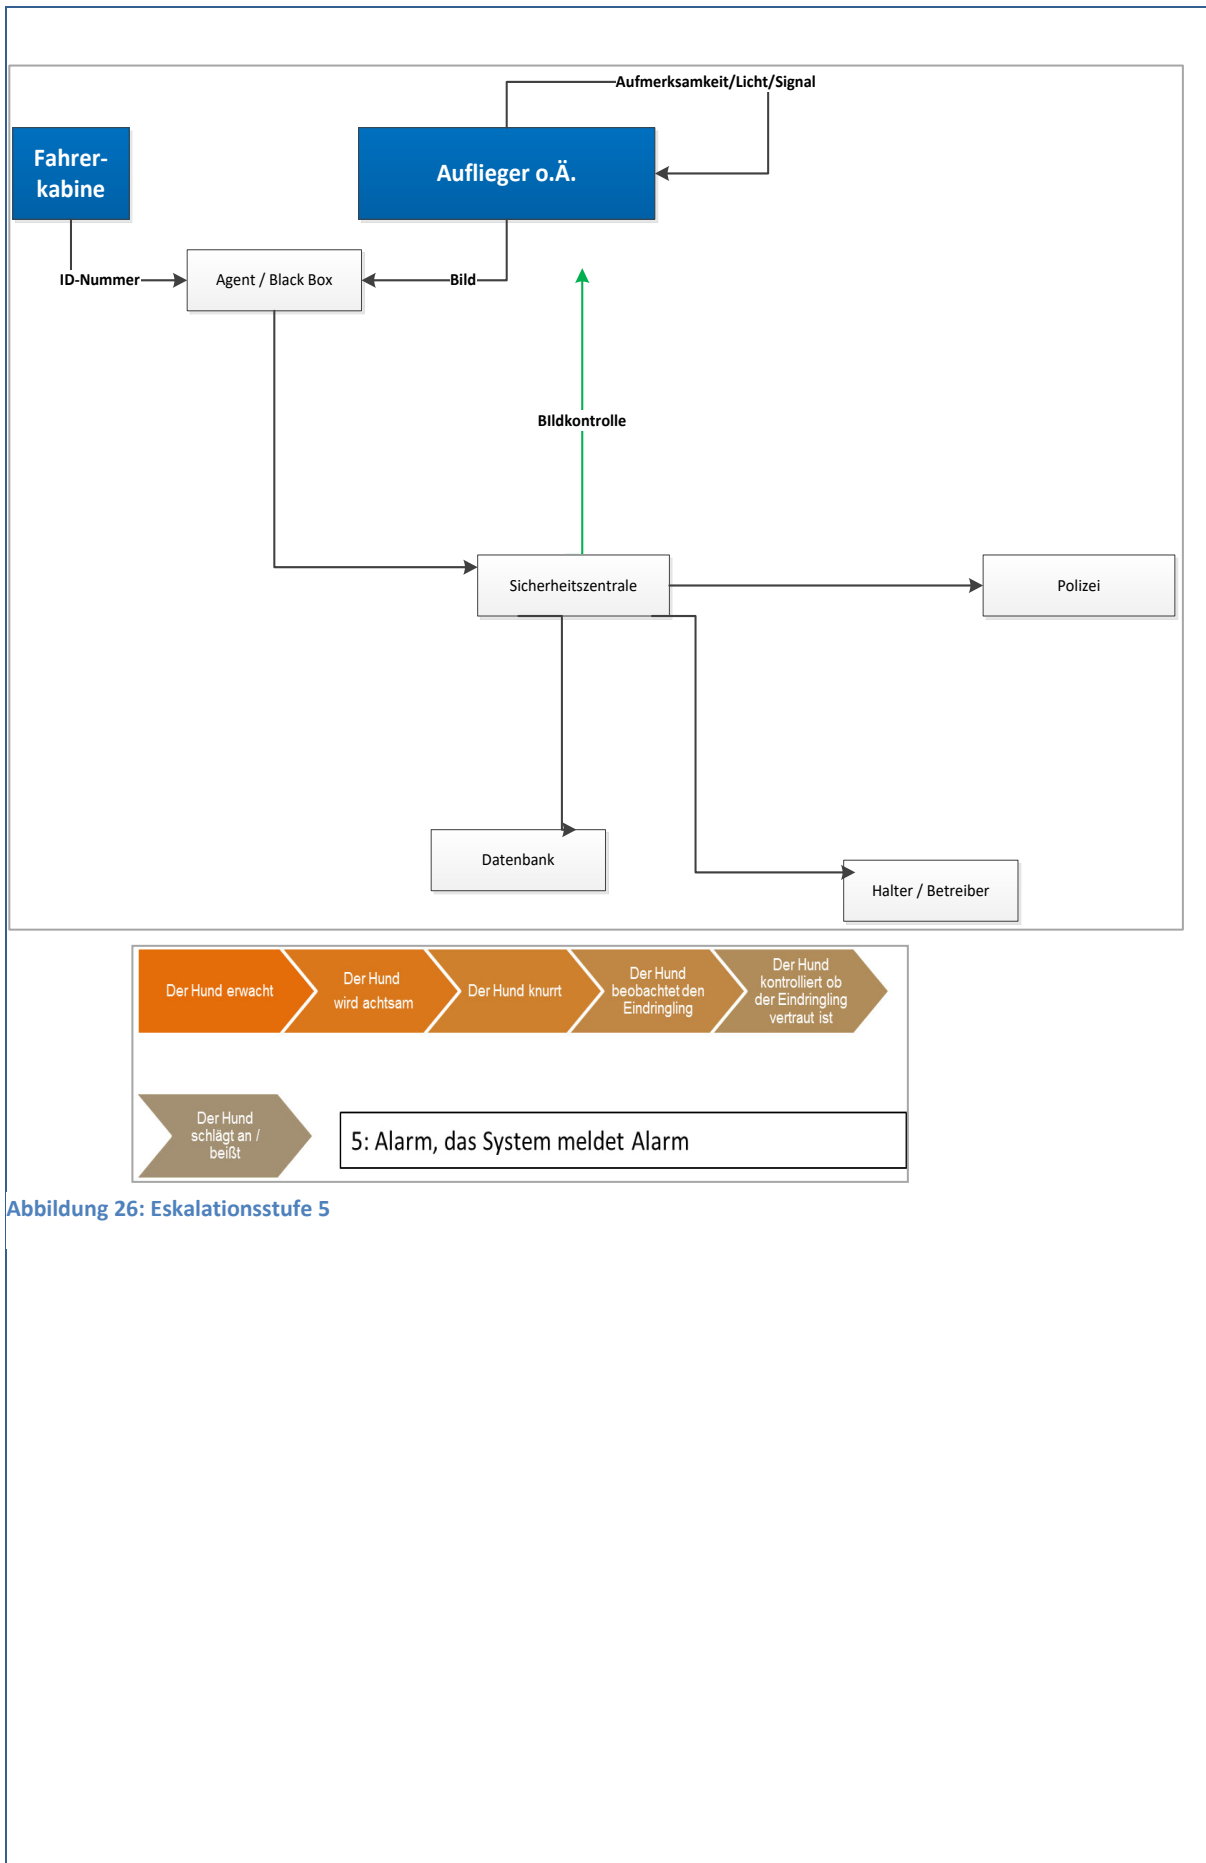 Aufmerksamkeit/Licht/Signal
Fahrer-
kabine
Auflieger o.Ä.
ID-Nummer
Agent / Black Box
Bild
BIldkontrolle
Sicherheitszentrale
Polizei
Datenbank
Halter / Betreiber
Der Hund erwacht
Der Hund
wird achtsam
Der Hund knurrt
Der Hund
beobachtet den
Eindringling
Der Hund
kontrolliert ob
der Eindringling
vertraut ist
Der Hund
schlägt an /
beißt
5: Alarm, das System meldet Alarm
Abbildung 26: Eskalationsstufe 5